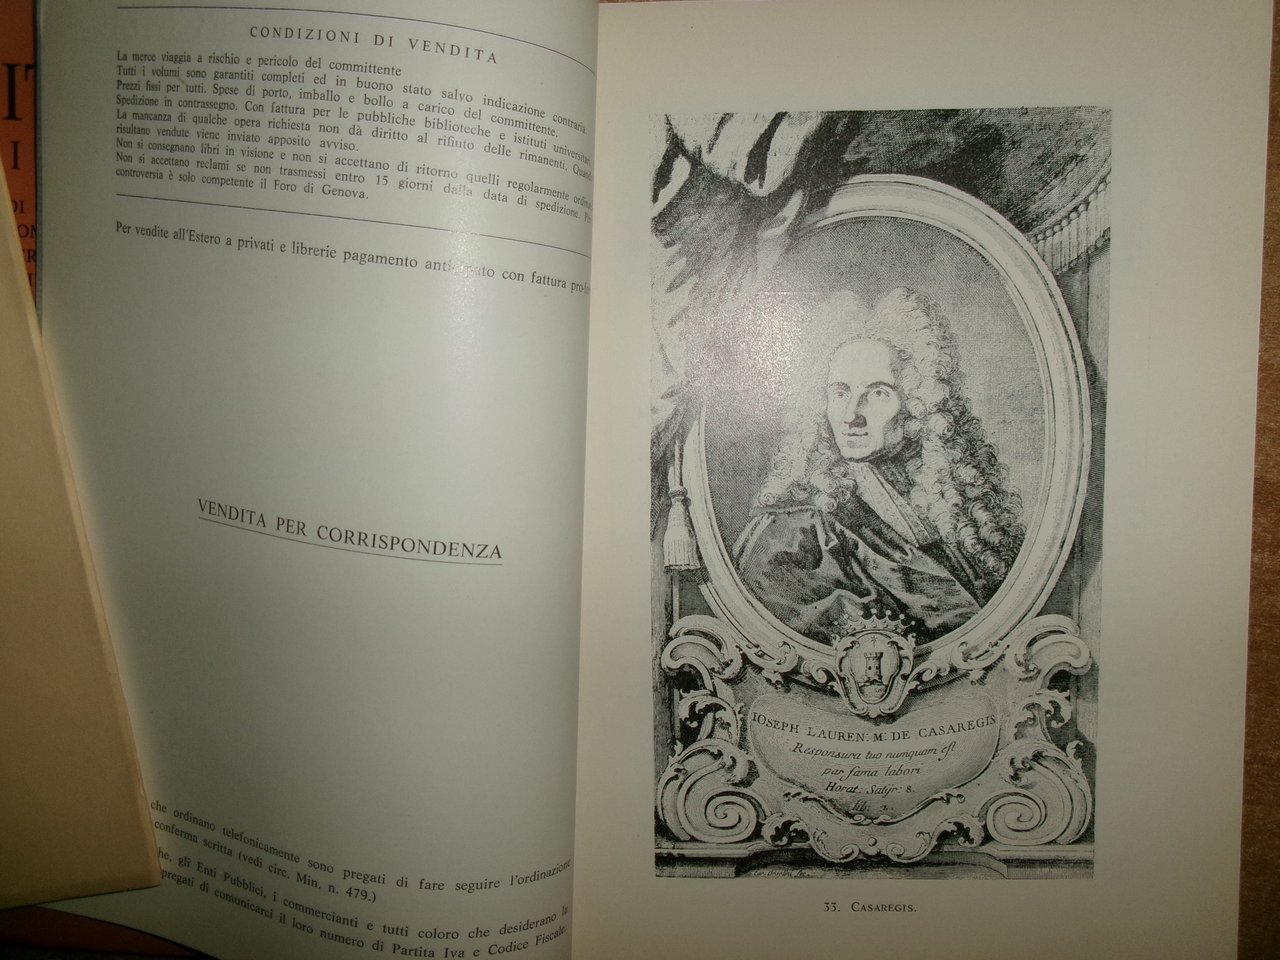 CONDIZIONI DI VENDITA
La merce viaggia a rischio e pericolo del committente
Tutti i volumi sono garantiti completi ed in buono stato salvo indicazione contraria.
Prezzi fissi per tutti. Spese di porto, imballo e bollo a carico del committente.
Spedizione in contrassegno. Con fattura per le pubbliche biblioteche e istituti universitari.
La mancanza di qualche opera richiesta non dà diritto al rifiuto delle rimanenti. Quando
risultano vendute viene inviato apposito avviso.
Non si consegnano libri in visione e non si accettano di ritorno quelli regolarmente
Non si accettano reclami se non trasmessi entro 15 giorni dalla data di spedizione.
controversia è solo competente il Foro di Genova.
Per vendite all'Estero a privati e librerie pagamento anticipato con fattura
VENDITA PER CORRISPONDENZA
che ordinano telefonicamente sono pregati di fare seguire l'ordinazione
conferma scritta (vedi circ. Min. n. 479.)
gli Enti Pubblici, i commercianti e tutti coloro che desiderano la
pregati di comunicarci il loro numero di Partita Iva e Codice Fiscale.
IOSEPH LAUREN: M: DE CASAREGIS
Responsura tuo nunquam est
par fama labori
Horat: Satÿr: 8.
lib. 2.
33. CASAREGIS.